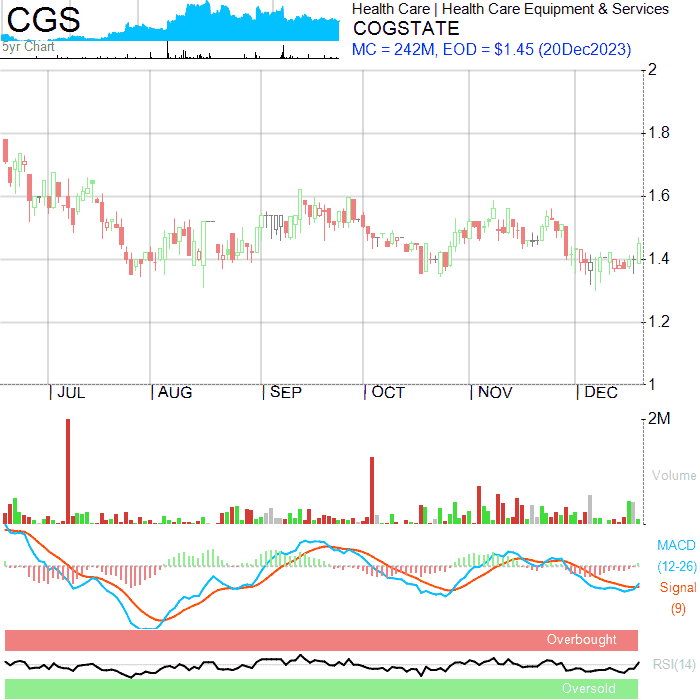 CGS
5yr Chart
Health Care | Health Care Equipment & Services
COGSTATE
MC = 242M, EOD = $1.45 (20Dec2023)
2
1.8
1.6
1.4
1.2
1
JUL AUG SEP OCT NOV DEC
2M
Volume
MACD
(12-26)
Signal
(9)
Overbought
RSI(14)
Oversold